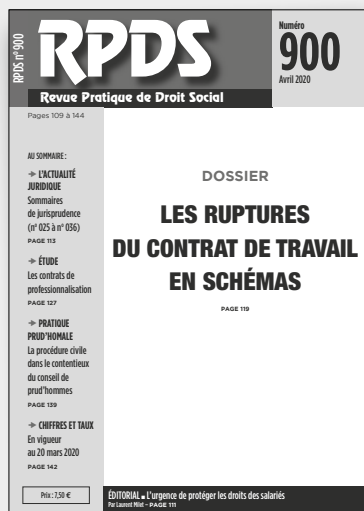 RPDS nº 900
RPDS
Revue Pratique de Droit Social
Numéro
900
Avril 2020
Pages 109 à 144
AU SOMMAIRE :
➔ L'ACTUALITÉ
JURIDIQUE
Sommaires
de jurisprudence
(nº 025 à nº 036)
PAGE 113
➔ ÉTUDE
Les contrats de
professionnalisation
PAGE 127
➔ PRATIQUE
PRUD'HOMALE
La procédure civile
dans le contentieux
du conseil de
prud'hommes
PAGE 139
➔ CHIFFRES ET TAUX
En vigueur
au 20 mars 2020
PAGE 142
Prix : 7,50 €
DOSSIER
LES RUPTURES
DU CONTRAT DE TRAVAIL
EN SCHÉMAS
PAGE 119
ÉDITORIAL ■ L'urgence de protéger les droits des salariés
Par Laurent Milet – PAGE 111